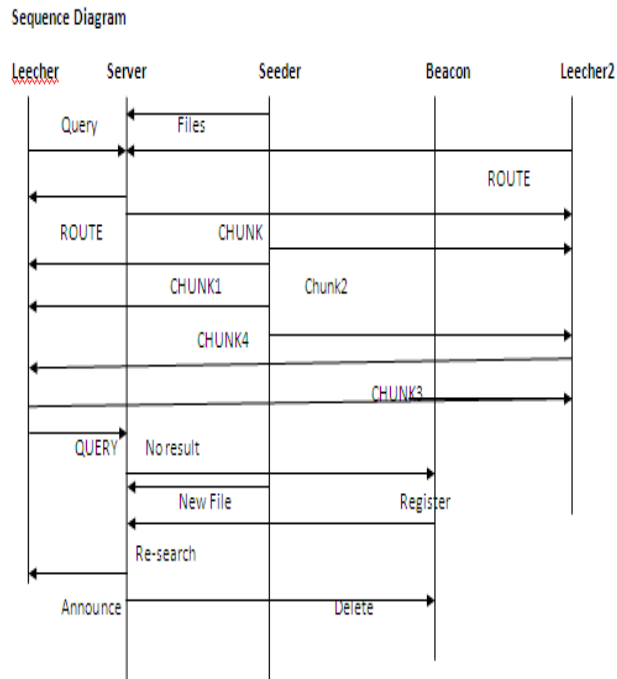 Sequence Diagram
Leecher Server Seeder Beacon Leecher2
Query Files
ROUTE
ROUTE CHUNK
CHUNK1 Chunk2
CHUNK4
CHUNK3
QUERY No result
New File Register
Re-search
Announce Delete